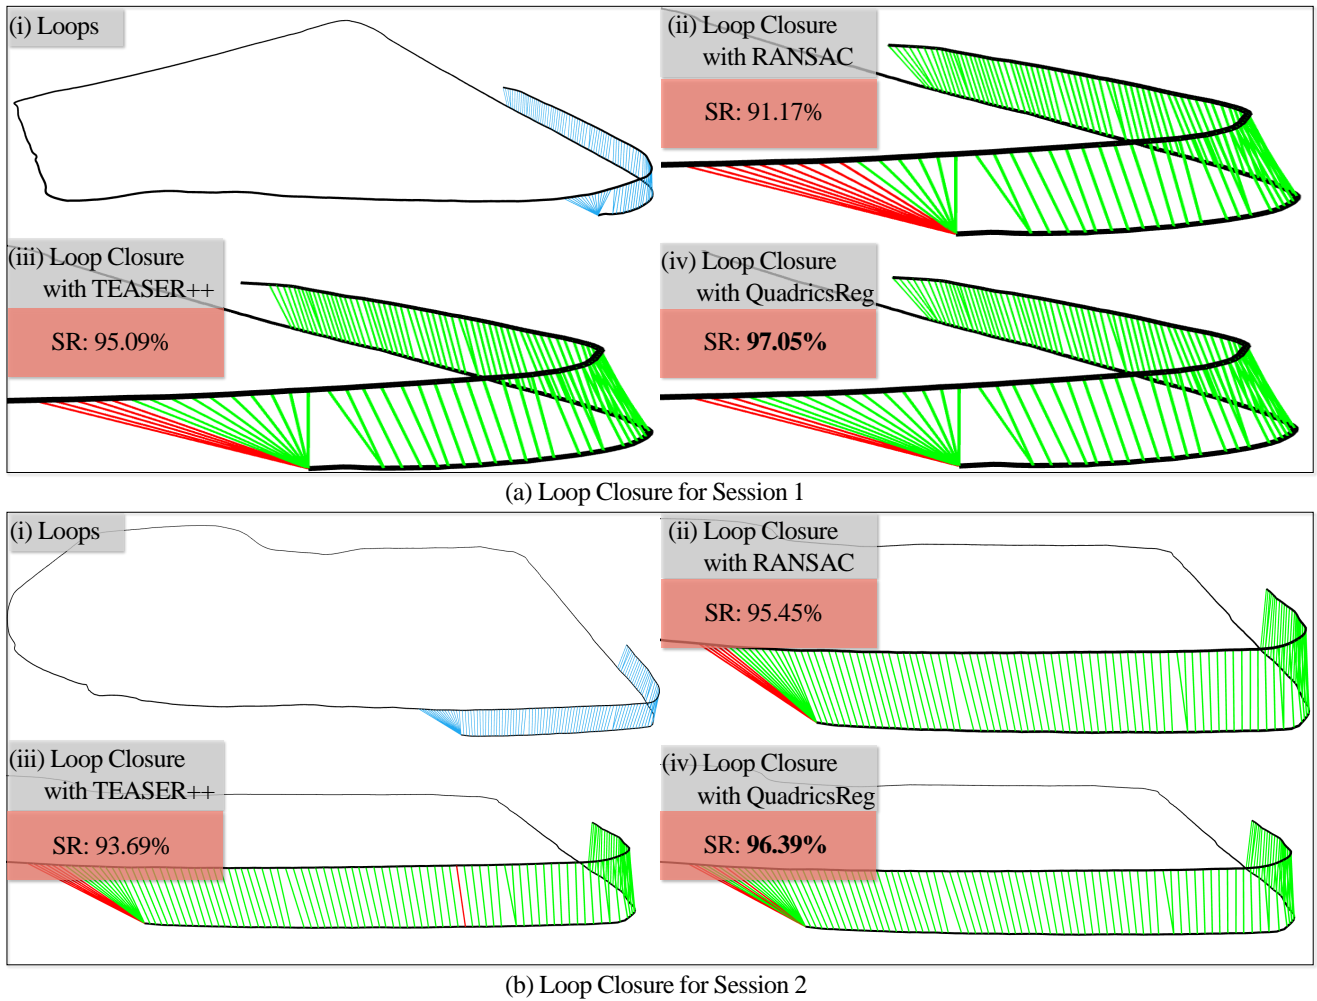 (i) Loops
(ii) Loop Closure
with RANSAC
SR: 91.17%
(iii) Loop Closure
with TEASER++
SR: 95.09%
(iv) Loop Closure
with QuadricsReg
SR: 97.05%
(a) Loop Closure for Session 1
(i) Loops
(ii) Loop Closure
with RANSAC
SR: 95.45%
(iii) Loop Closure
with TEASER++
SR: 93.69%
(iv) Loop Closure
with QuadricsReg
SR: 96.39%
(b) Loop Closure for Session 2